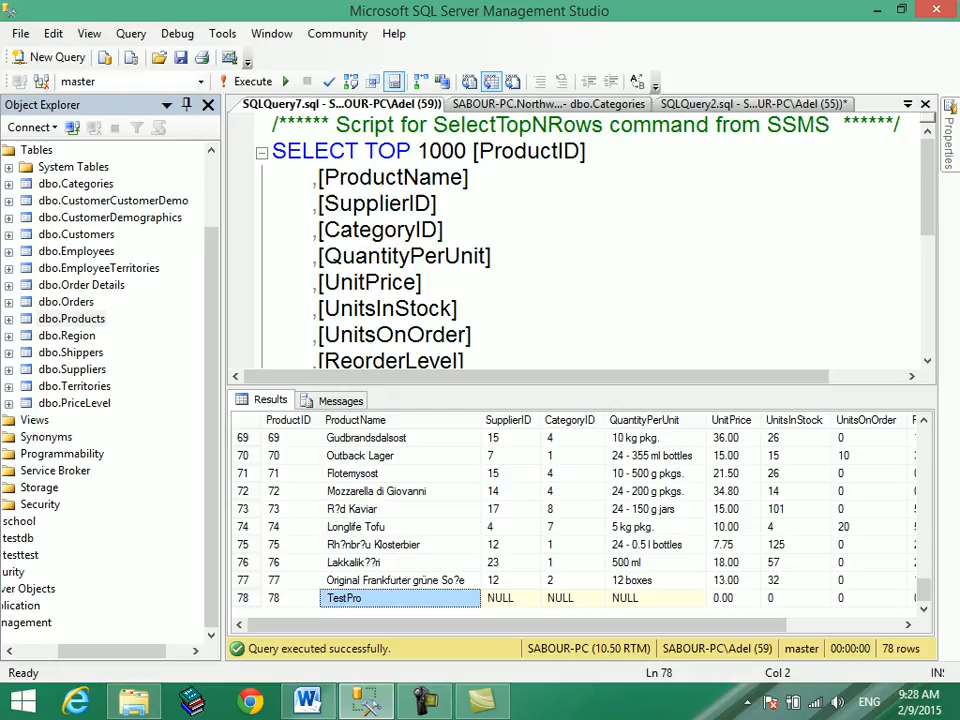 Microsoft SQL Server Management Studio
File Edit View Query Debug Tools Window Community Help
New Query
master Execute
Object Explorer
SQLQuery7.sql - S...OUR-PC\Adel (59))
SABOUR-PC.Northw...- dbo.Categories
SQLQuery2.sql - S...UR-PC\Adel (55))*
Properties
Connect
Tables
System Tables
dbo.Categories
dbo.CustomerCustomerDemo
dbo.CustomerDemographics
dbo.Customers
dbo.Employees
dbo.EmployeeTerritories
dbo.Order Details
dbo.Orders
dbo.Products
dbo.Region
dbo.Shippers
dbo.Suppliers
dbo.Territories
dbo.PriceLevel
Views
Synonyms
Programmability
Service Broker
Storage
Security
school
testdb
testtest
urity
ver Objects
lication
nagement
/****** Script for SelectTopNRows command from SSMS ******/
SELECT TOP 1000 [ProductID]
,[ProductName]
,[SupplierID]
,[CategoryID]
,[QuantityPerUnit]
,[UnitPrice]
,[UnitsInStock]
,[UnitsOnOrder]
,[ReorderLevel]
Results Messages
ProductID ProductName SupplierID CategoryID QuantityPerUnit UnitPrice UnitsInStock UnitsOnOrder
69 69 Gudbrandsdalsost 15 4 10 kg pkg. 36.00 26 0
70 70 Outback Lager 7 1 24 - 355 ml bottles 15.00 15 10
71 71 Flotemysost 15 4 10 - 500 g pkgs. 21.50 26 0
72 72 Mozzarella di Giovanni 14 4 24 - 200 g pkgs. 34.80 14 0
73 73 R?d Kaviar 17 8 24 - 150 g jars 15.00 101 0
74 74 Longlife Tofu 4 7 5 kg pkg. 10.00 4 20
75 75 Rh?nbr?u Klosterbier 12 1 24 - 0.5 l bottles 7.75 125 0
76 76 Lakkalik??ri 23 1 500 ml 18.00 57 0
77 77 Original Frankfurter grüne So?e 12 2 12 boxes 13.00 32 0
78 78 TestPro NULL NULL NULL 0.00 0 0
Query executed successfully. SABOUR-PC (10.50 RTM) SABOUR-PC\Adel (59) master 00:00:00 78 rows
Ready Ln 78 Col 2
ENG
9:28 AM
2/9/2015